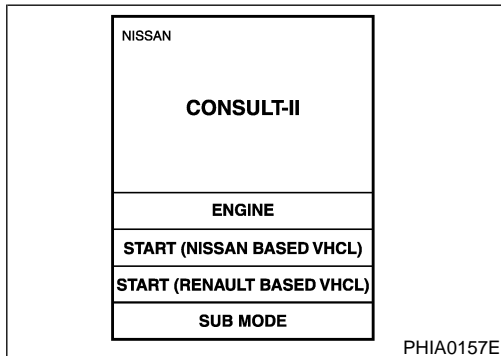 NISSAN
CONSULT-II
ENGINE
START (NISSAN BASED VHCL)
START (RENAULT BASED VHCL)
SUB MODE
PHIA0157E